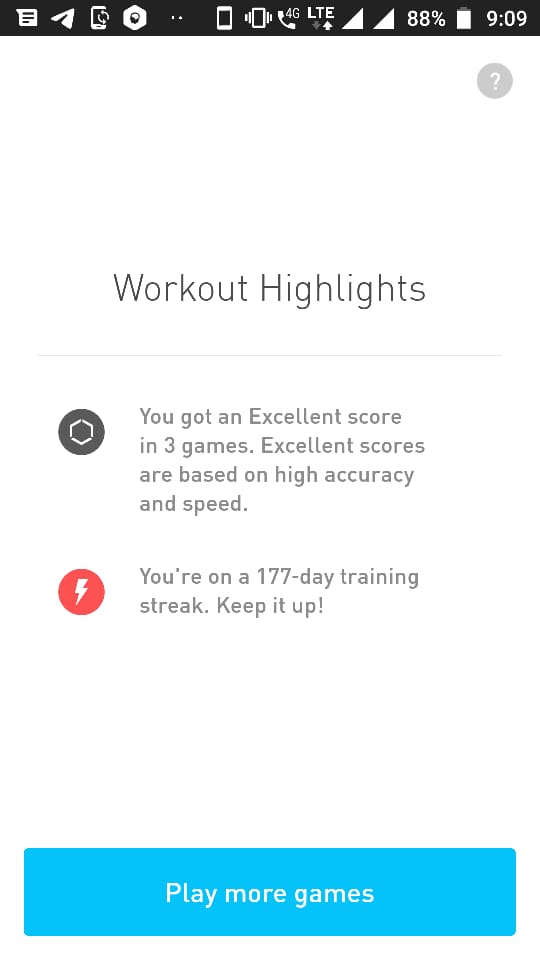 4G LTE 88% 9:09
?
Workout Highlights
You got an Excellent score
in 3 games. Excellent scores
are based on high accuracy
and speed.
You're on a 177-day training
streak. Keep it up!
Play more games